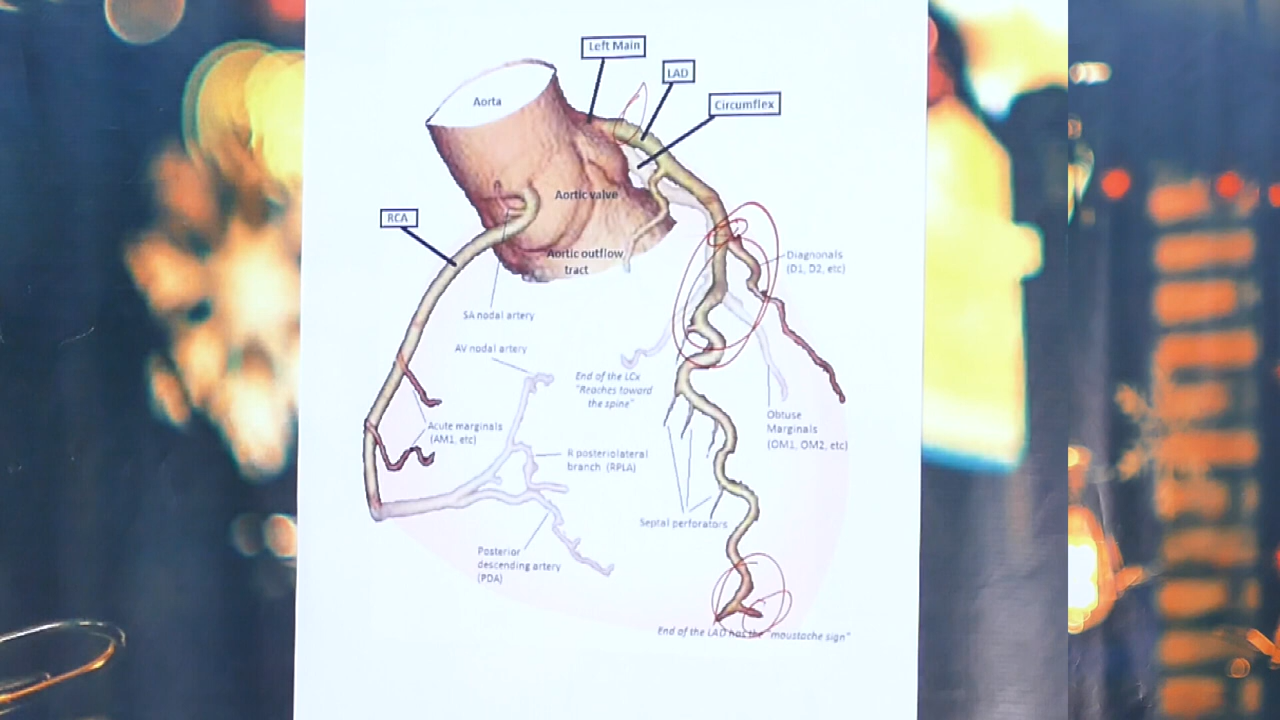 Left Main
LAD
Circumflex
Aorta
Aortic valve
RCA
Aortic outflow
tract
Diagnonals
(D1, D2, etc)
SA nodal artery
AV nodal artery
End of the LCx
"Reaches toward
the spine"
Acute marginals
(AM1, etc)
Obtuse
Marginals
(OM1, OM2, etc)
R posteriolateral
branch (RPLA)
Septal perforators
Posterior
descending artery
(PDA)
End of the LAD has the "moustache sign"